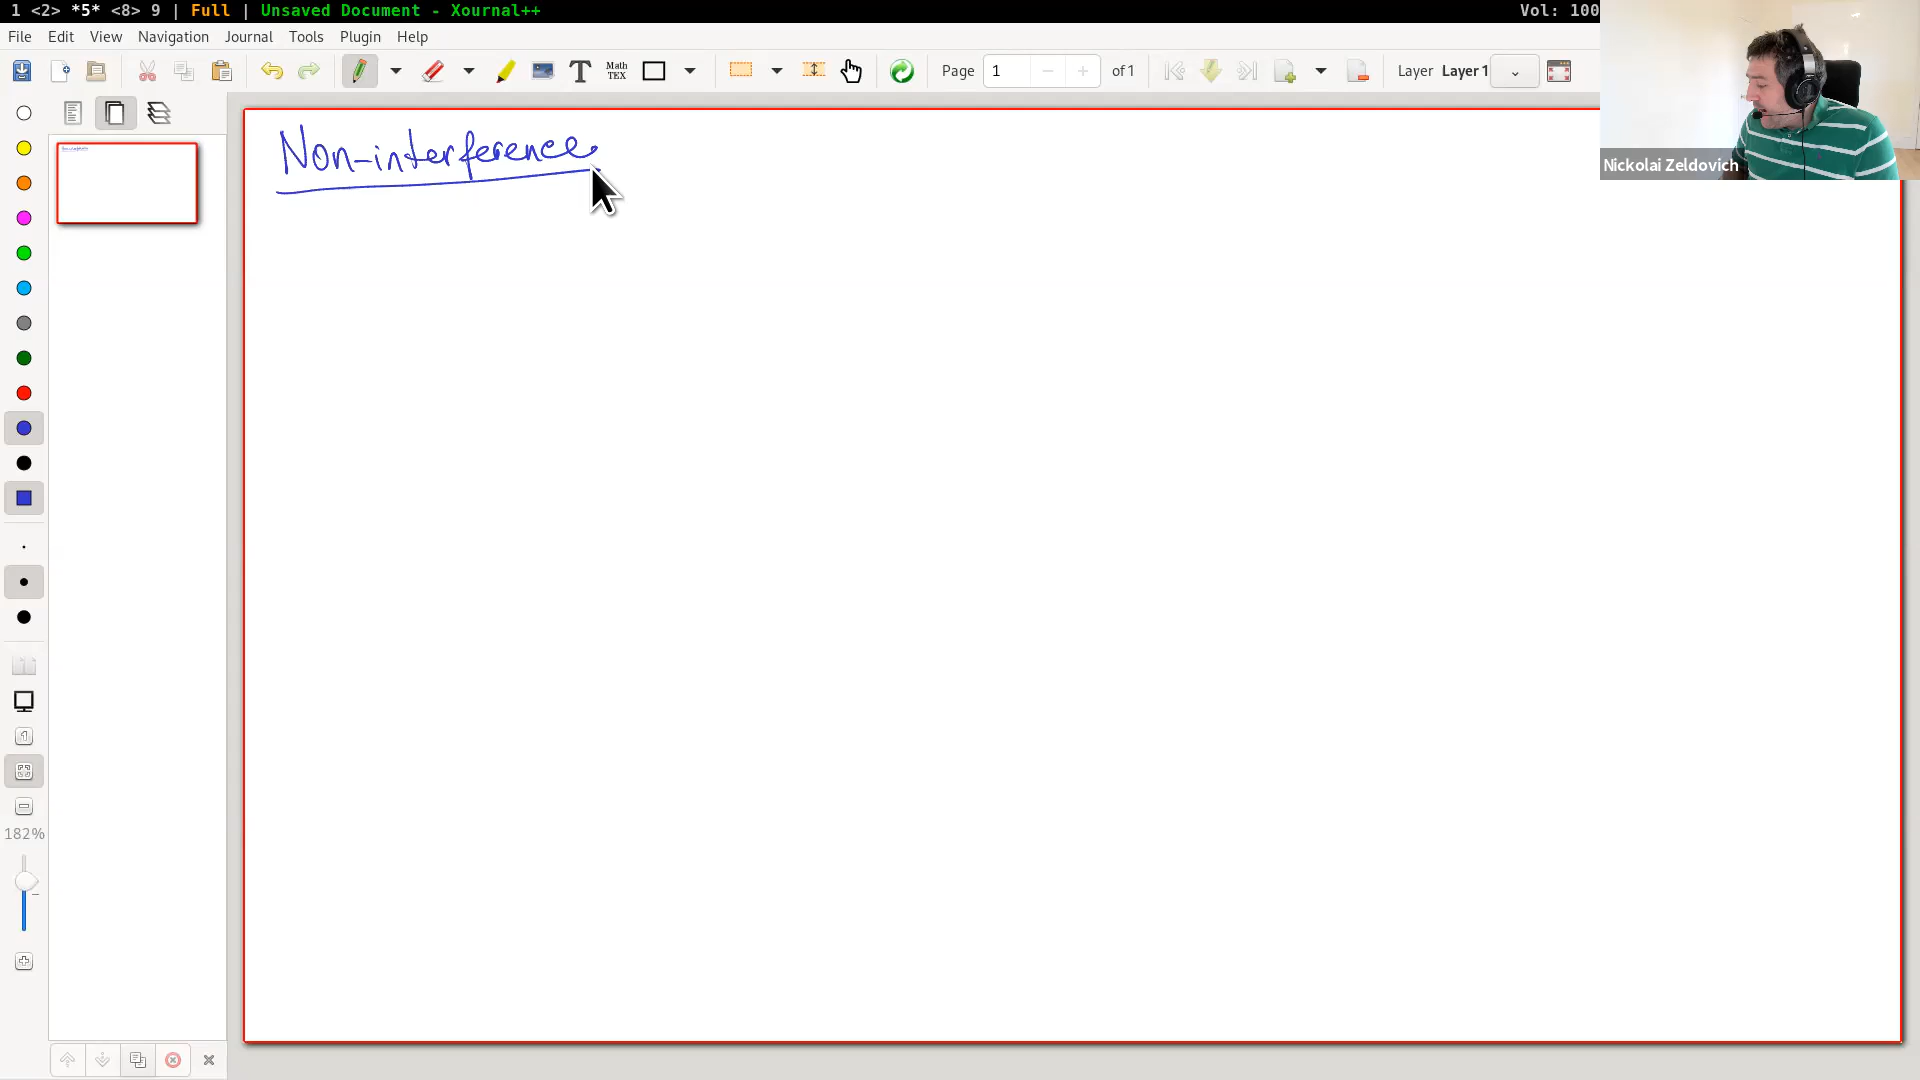 1 <2> *5* <8> 9 | Full | Unsaved Document - Xournal++
Vol: 100
File Edit View Navigation Journal Tools Plugin Help
Math
TEX
Page 1 of 1
Layer Layer 1
Non-interference
Nickolai Zeldovich
182%